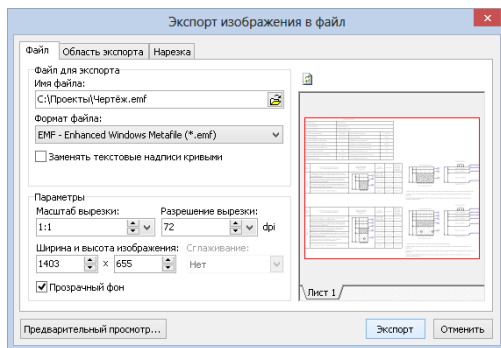 Экспорт изображения в файл
Файл Область экспорта Нарезка
Файл для экспорта
Имя файла:
C:\Проекты\Чертёж.emf
Формат файла:
EMF - Enhanced Windows Metafile (*.emf)
Заменять текстовые надписи кривыми
Параметры
Масштаб вырезки: Разрешение вырезки:
1:1 72 dpi
Ширина и высота изображения: Сглаживание:
1403 × 655 Нет
Прозрачный фон
Лист 1
Предварительный просмотр... Экспорт Отменить